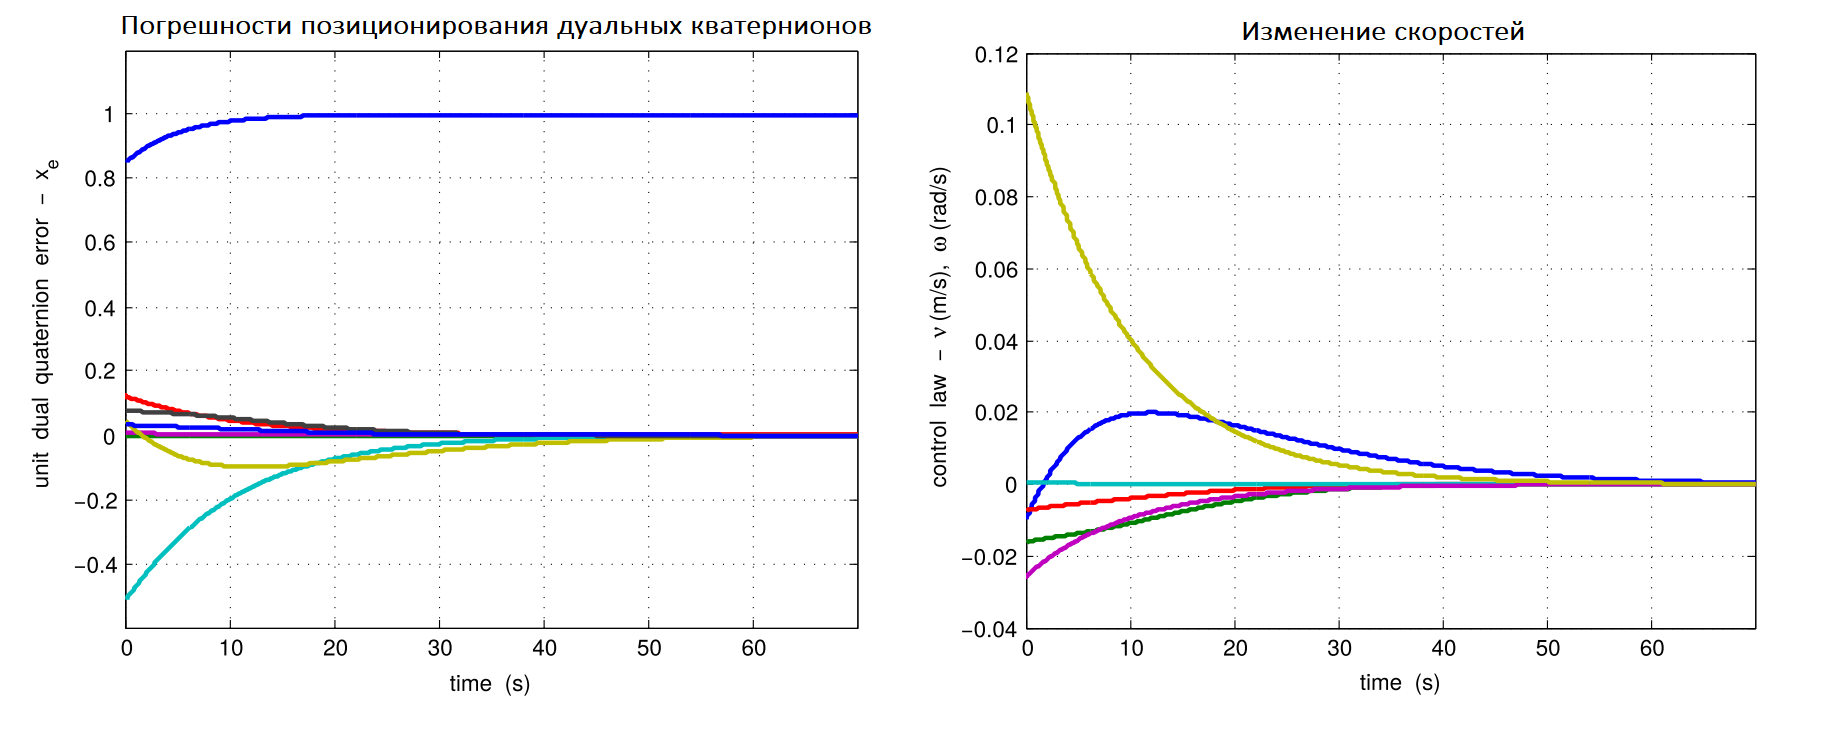 Погрешности позиционирования дуальных кватернионов
1
0.8
0.6
0.4
0.2
0
−0.2
−0.4
unit dual quaternion error − xe
0 10 20 30 40 50 60
time (s)
Изменение скоростей
0.12
0.1
0.08
0.06
0.04
0.02
0
−0.02
−0.04
control law − ν (m/s), ω (rad/s)
0 10 20 30 40 50 60
time (s)